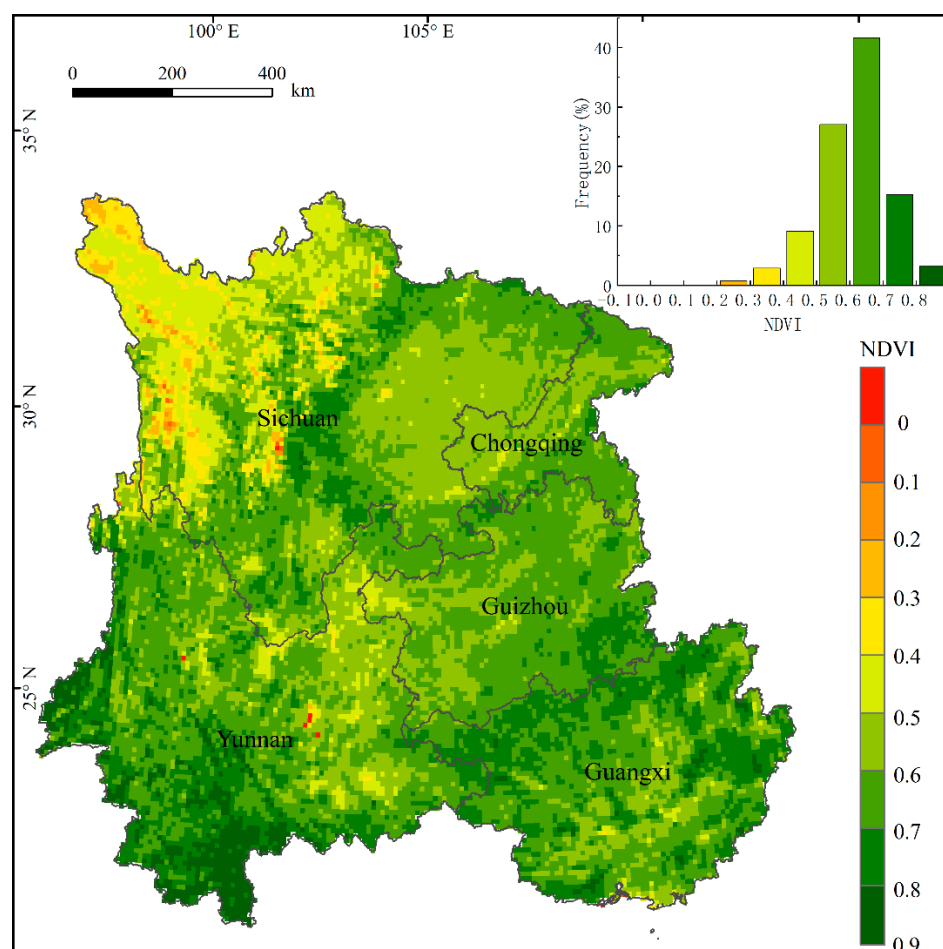 100° E
105° E
0
200
400
km
35° N
30° N
25° N
40
30
20
10
0
Frequency(%)
-0.1 0.0 0.1 0.2 0.3 0.4 0.5 0.6 0.7 0.8
NDVI
NDVI
0
0.1
0.2
0.3
0.4
0.5
0.6
0.7
0.8
0.9
Sichuan
Chongqing
Guizhou
Yunnan
Guangxi